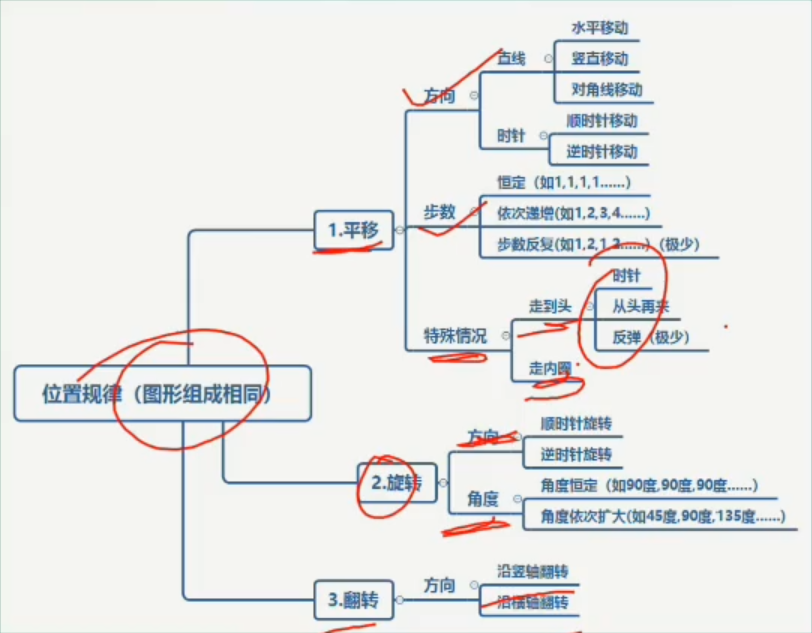 位置规律（图形组成相同）
1.平移
方向
直线
水平移动
竖直移动
对角线移动
时针
顺时针移动
逆时针移动
步数
恒定（如1,1,1,1……）
依次递增(如1,2,3,4……)
步数反复(如1,2,1,2……)（极少）
特殊情况
走到头
时针
从头再来
反弹（极少）
走内圈
2.旋转
方向
顺时针旋转
逆时针旋转
角度
角度恒定（如90度,90度,90度……）
角度依次扩大(如45度,90度,135度……)
3.翻转
方向
沿竖轴翻转
沿横轴翻转